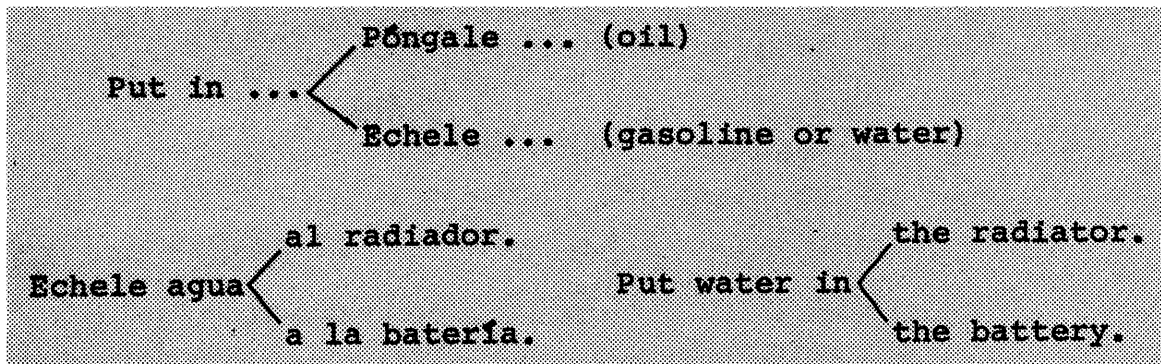 Póngale ... (oil)
Put in ...
Echele ... (gasoline or water)
al radiador. the radiator.
Echele agua Put water in
a la batería. the battery.